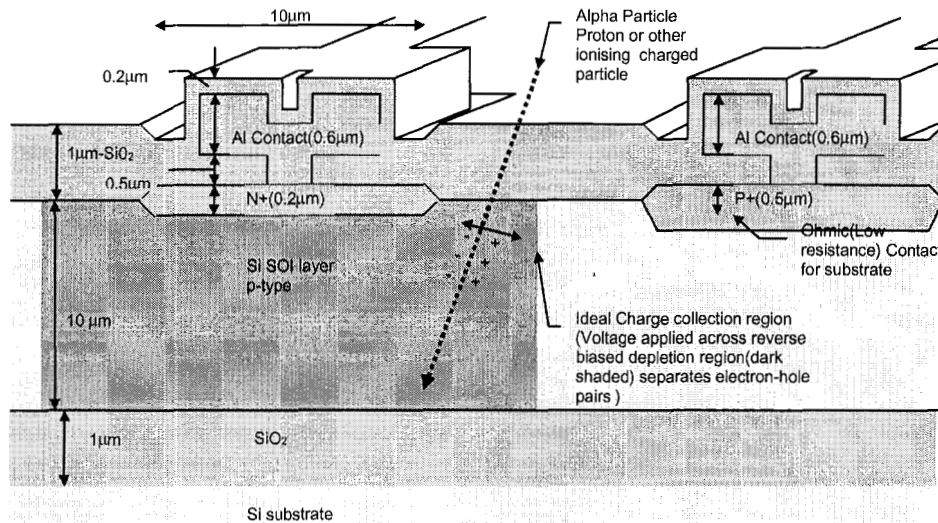 10μm
Alpha Particle
Proton or other
ionising charged
particle
0.2μm
Al Contact(0.6μm)
Al Contact(0.6μm)
1μm-SiO₂
0.5μm
N+(0.2μm)
P+(0.5μm)
Ohmic(Low
resistance) Contac
for substrate
Si SOI layer
p-type
10 μm
Ideal Charge collection region
(Voltage applied across reverse
biased depletion region(dark
shaded) separates electron-hole
pairs )
1μm
SiO₂
Si substrate